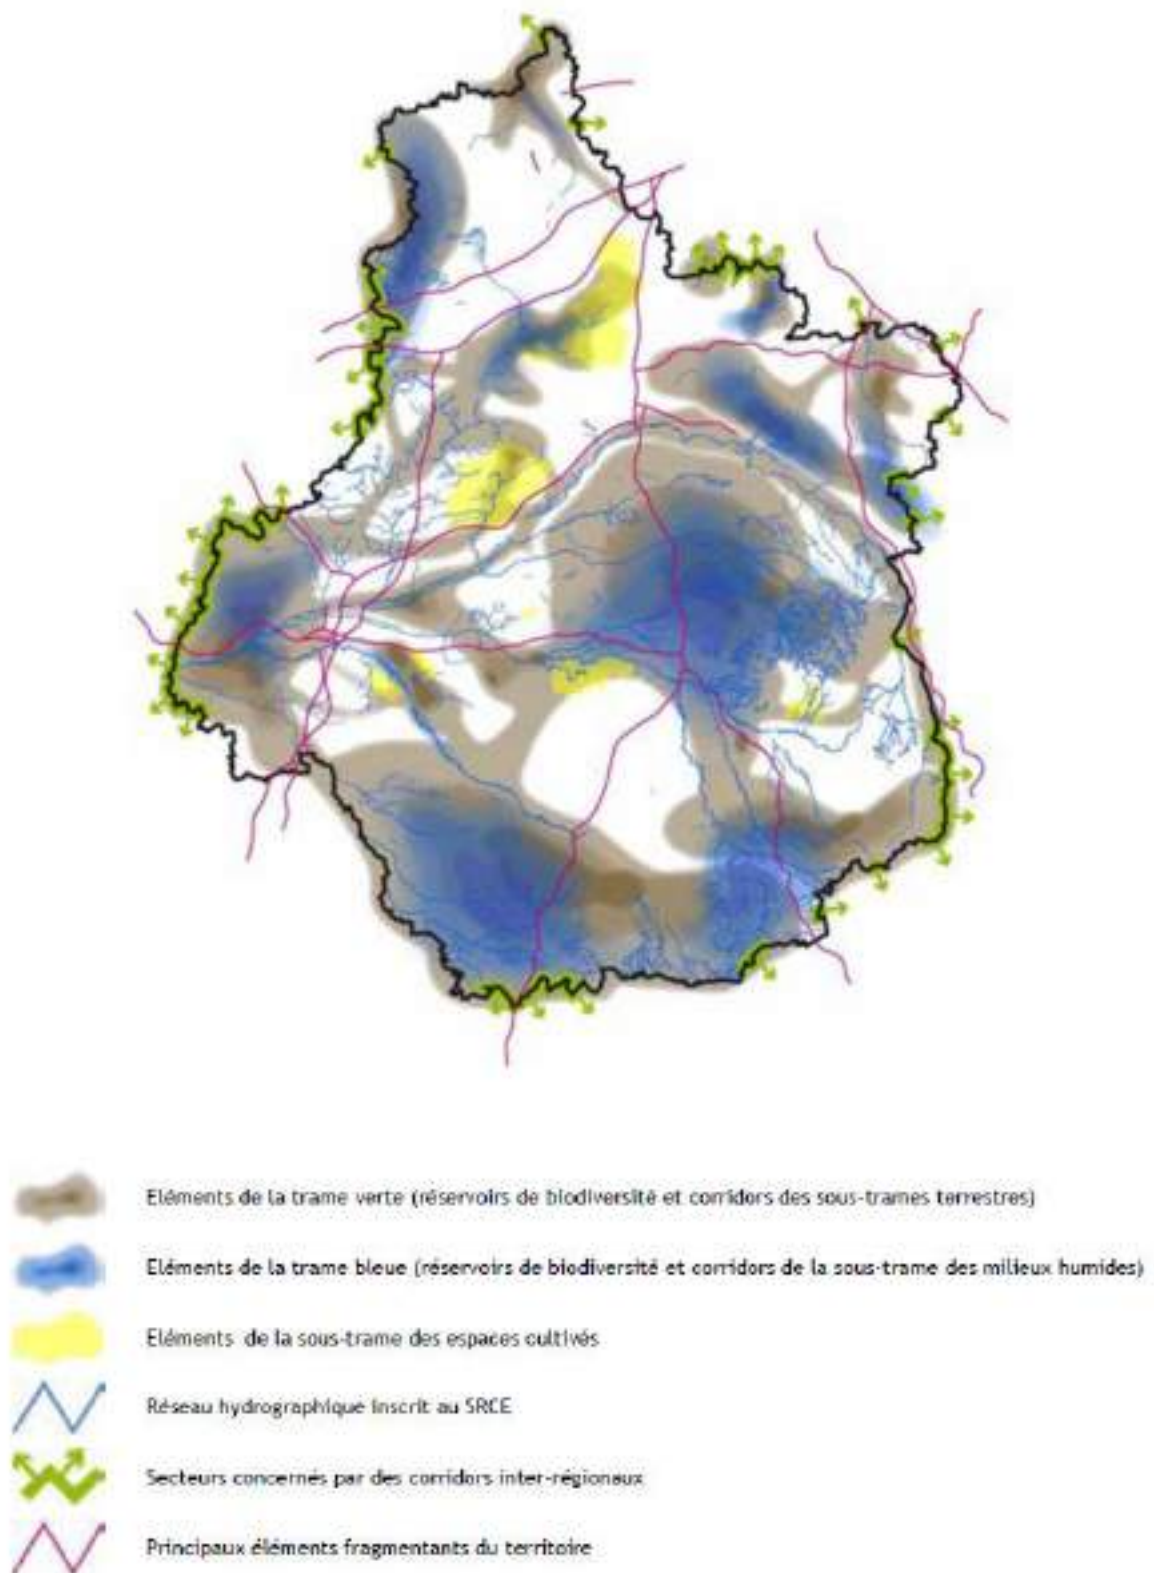 Eléments de la trame verte (réservoirs de biodiversité et corridors des sous-trames terrestres)
Eléments de la trame bleue (réservoirs de biodiversité et corridors de la sous-trame des milieux humides)
Eléments de la sous-trame des espaces cultivés
Réseau hydrographique inscrit au SRCE
Secteurs concernés par des corridors inter-régionaux
Principaux éléments fragmentants du territoire